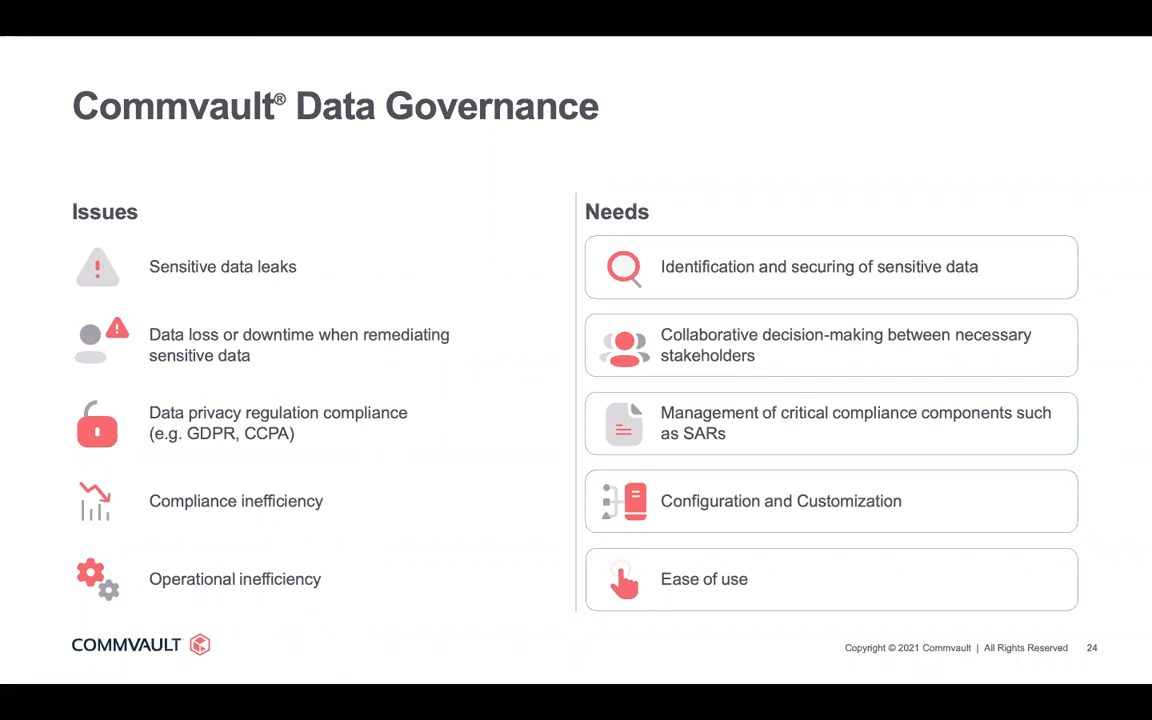 Commvault® Data Governance
Issues
Sensitive data leaks
Data loss or downtime when remediating
sensitive data
Data privacy regulation compliance
(e.g. GDPR, CCPA)
Compliance inefficiency
Operational inefficiency
Needs
Identification and securing of sensitive data
Collaborative decision-making between necessary
stakeholders
Management of critical compliance components such
as SARs
Configuration and Customization
Ease of use
COMMVAULT
Copyright © 2021 Commvault | All Rights Reserved 24